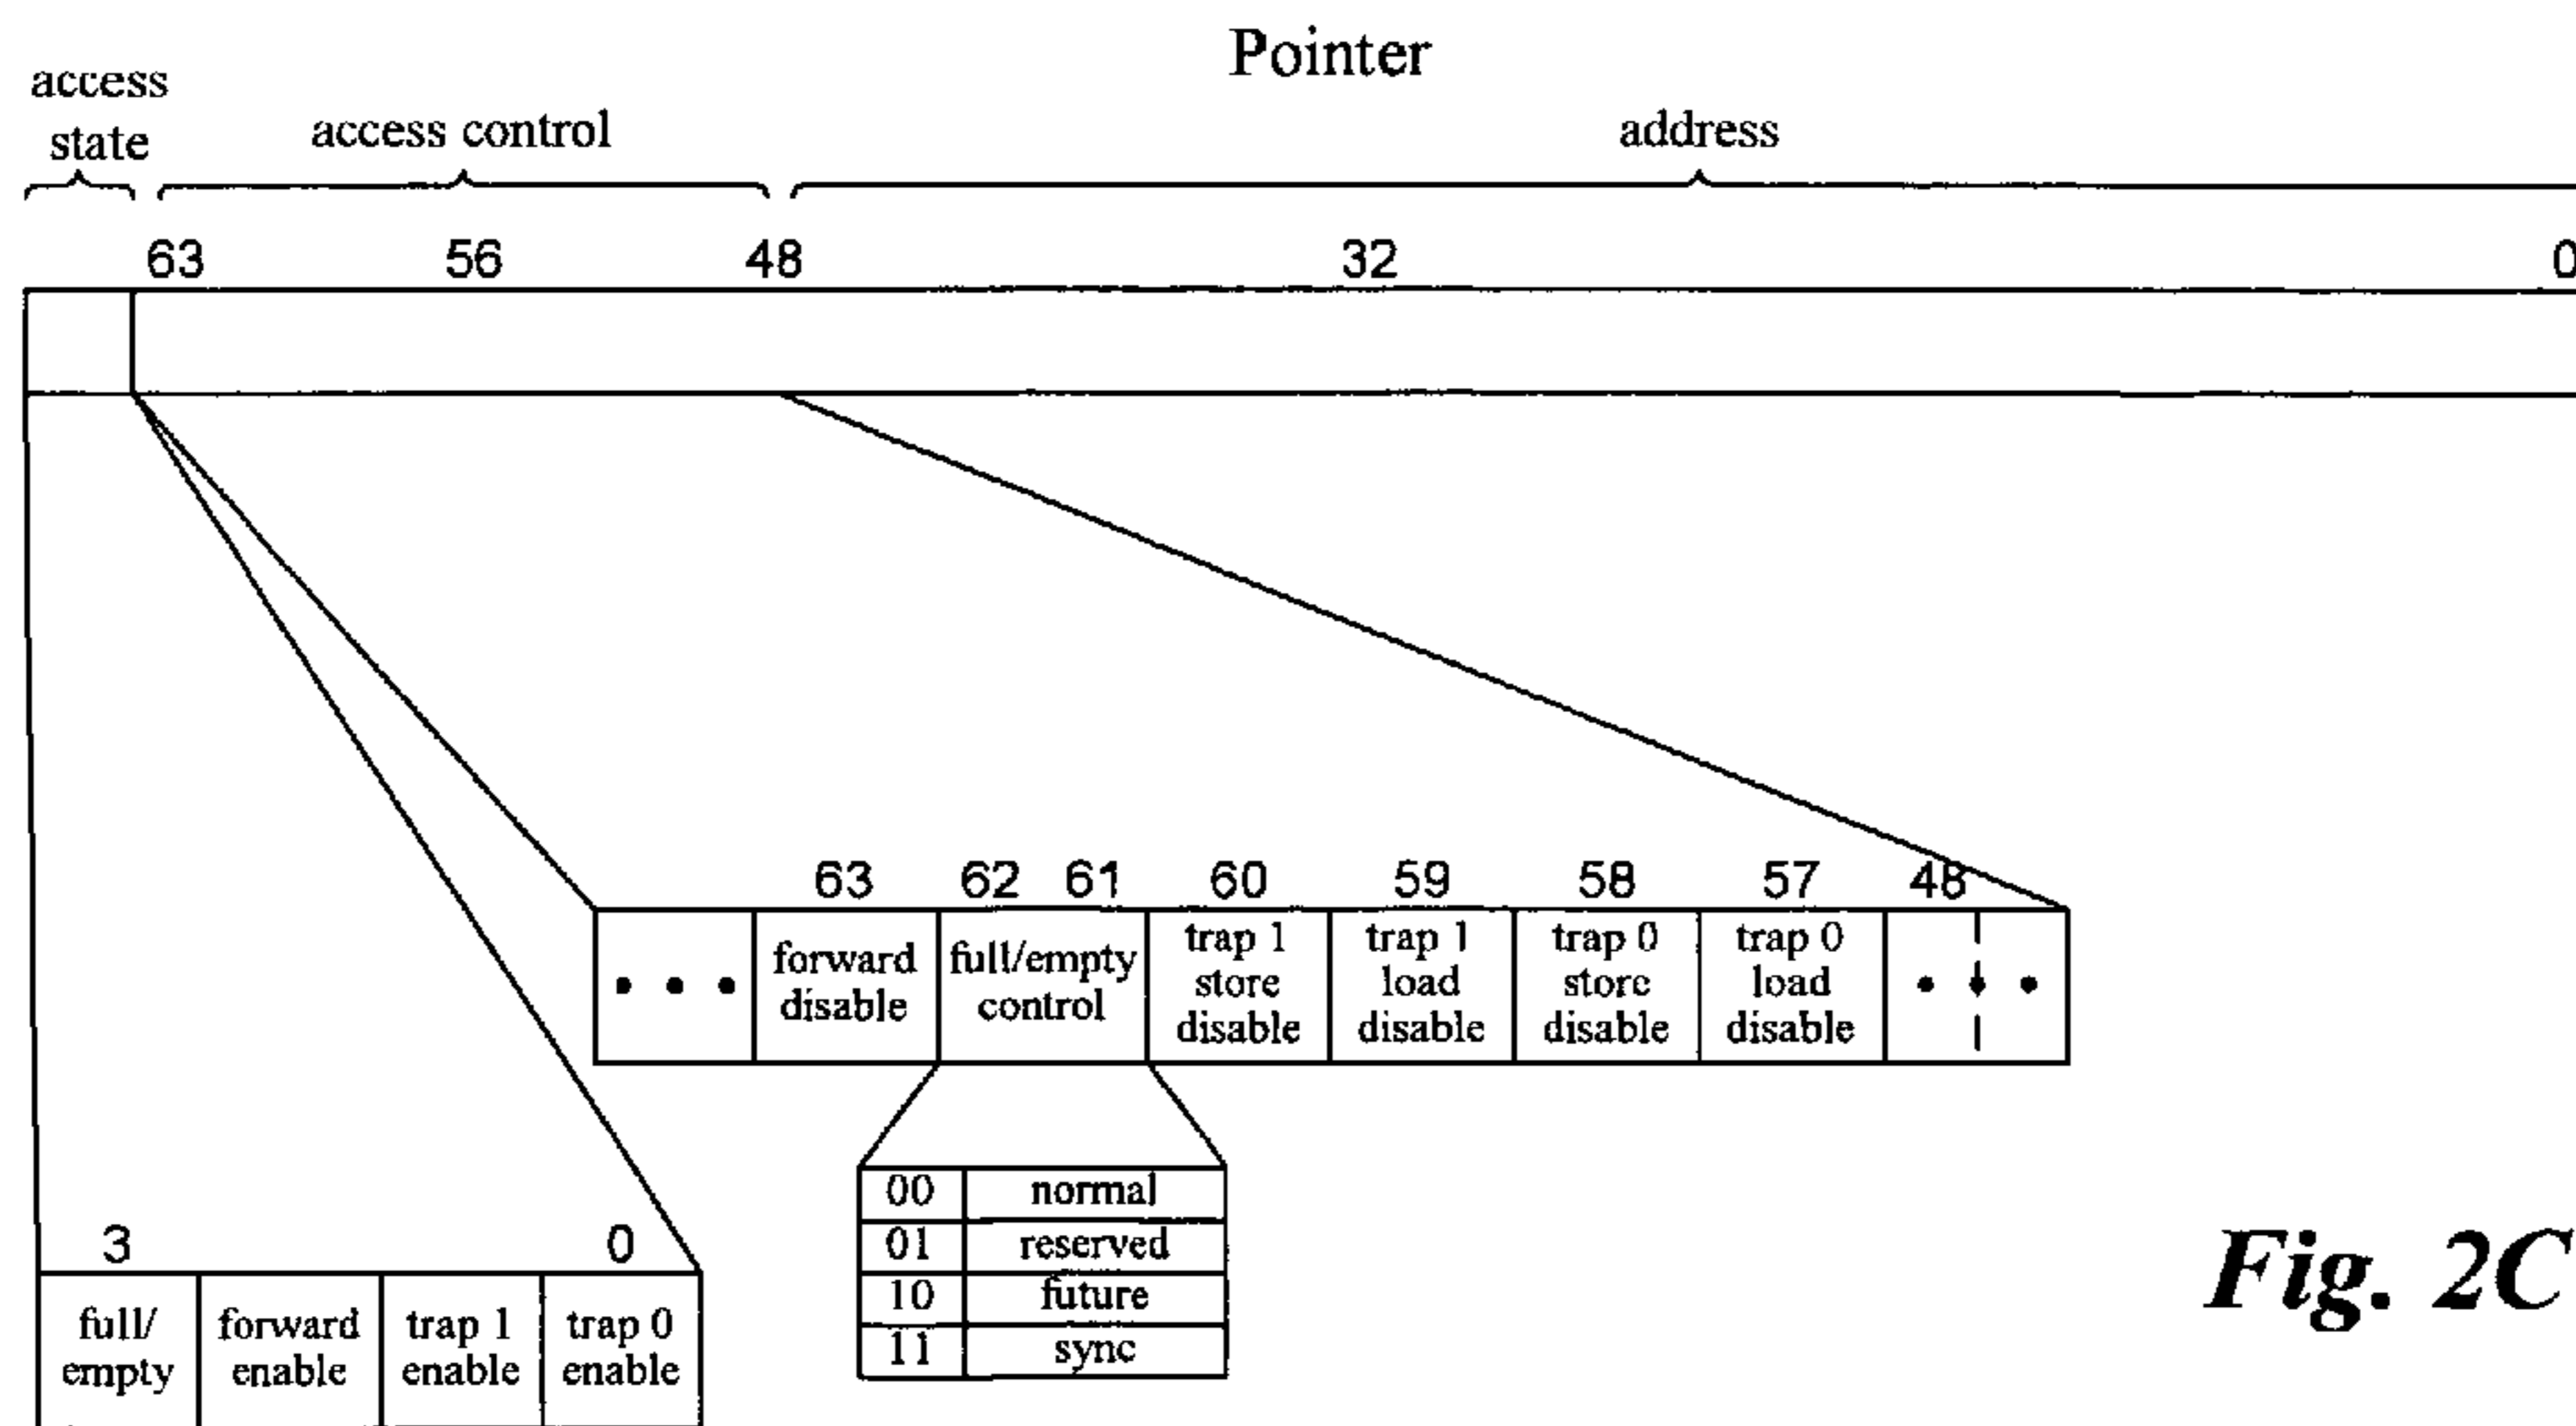 Pointer
access
state
access control
address
63 56 48 32 0
63 62 61 60 59 58 57 48
• • •
forward
disable
full/empty
control
trap 1
store
disable
trap 1
load
disable
trap 0
store
disable
trap 0
load
disable
• • •
00 normal
01 reserved
10 future
11 sync
3 0
full/
empty
forward
enable
trap 1
enable
trap 0
enable
Fig. 2C